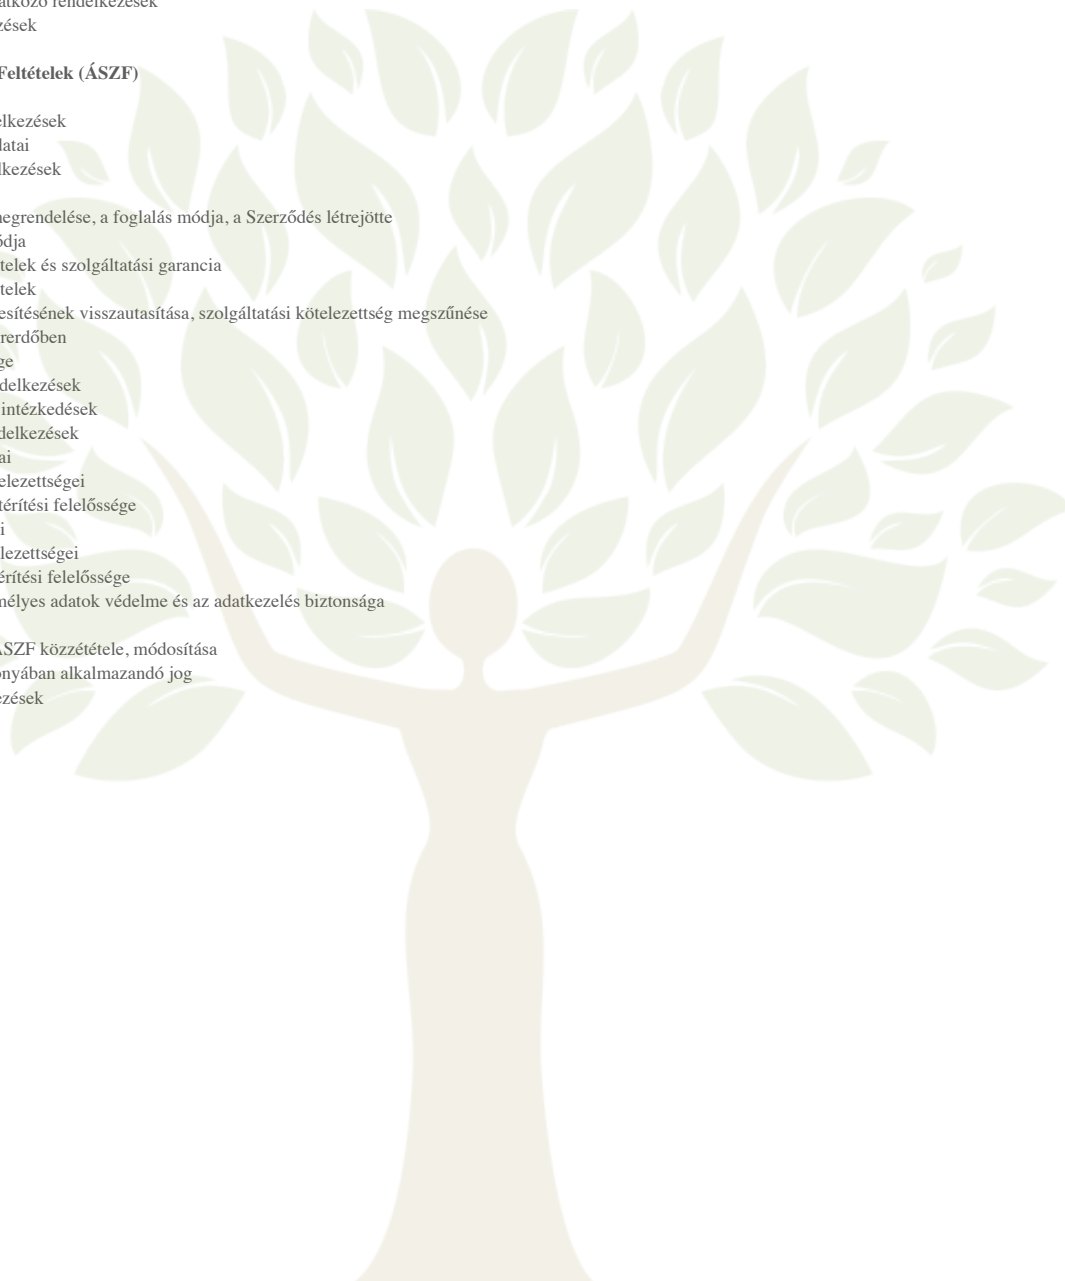 atkozó rendelkezések
zések
Feltételek (ÁSZF)
elkezések
datai
lkezések
negrendelése, a foglalás módja, a Szerződés létrejötte
ódja
telek és szolgáltatási garancia
telek
esítésének visszautasítása, szolgáltatási kötelezettség megszűnése
rerdőben
ge
delkezések
intézkedések
delkezések
ai
elezettségei
térítési felelőssége
i
lezettségei
érítési felelőssége
mélyes adatok védelme és az adatkezelés biztonsága
ÁSZF közzététele, módosítása
onyában alkalmazandó jog
ezések